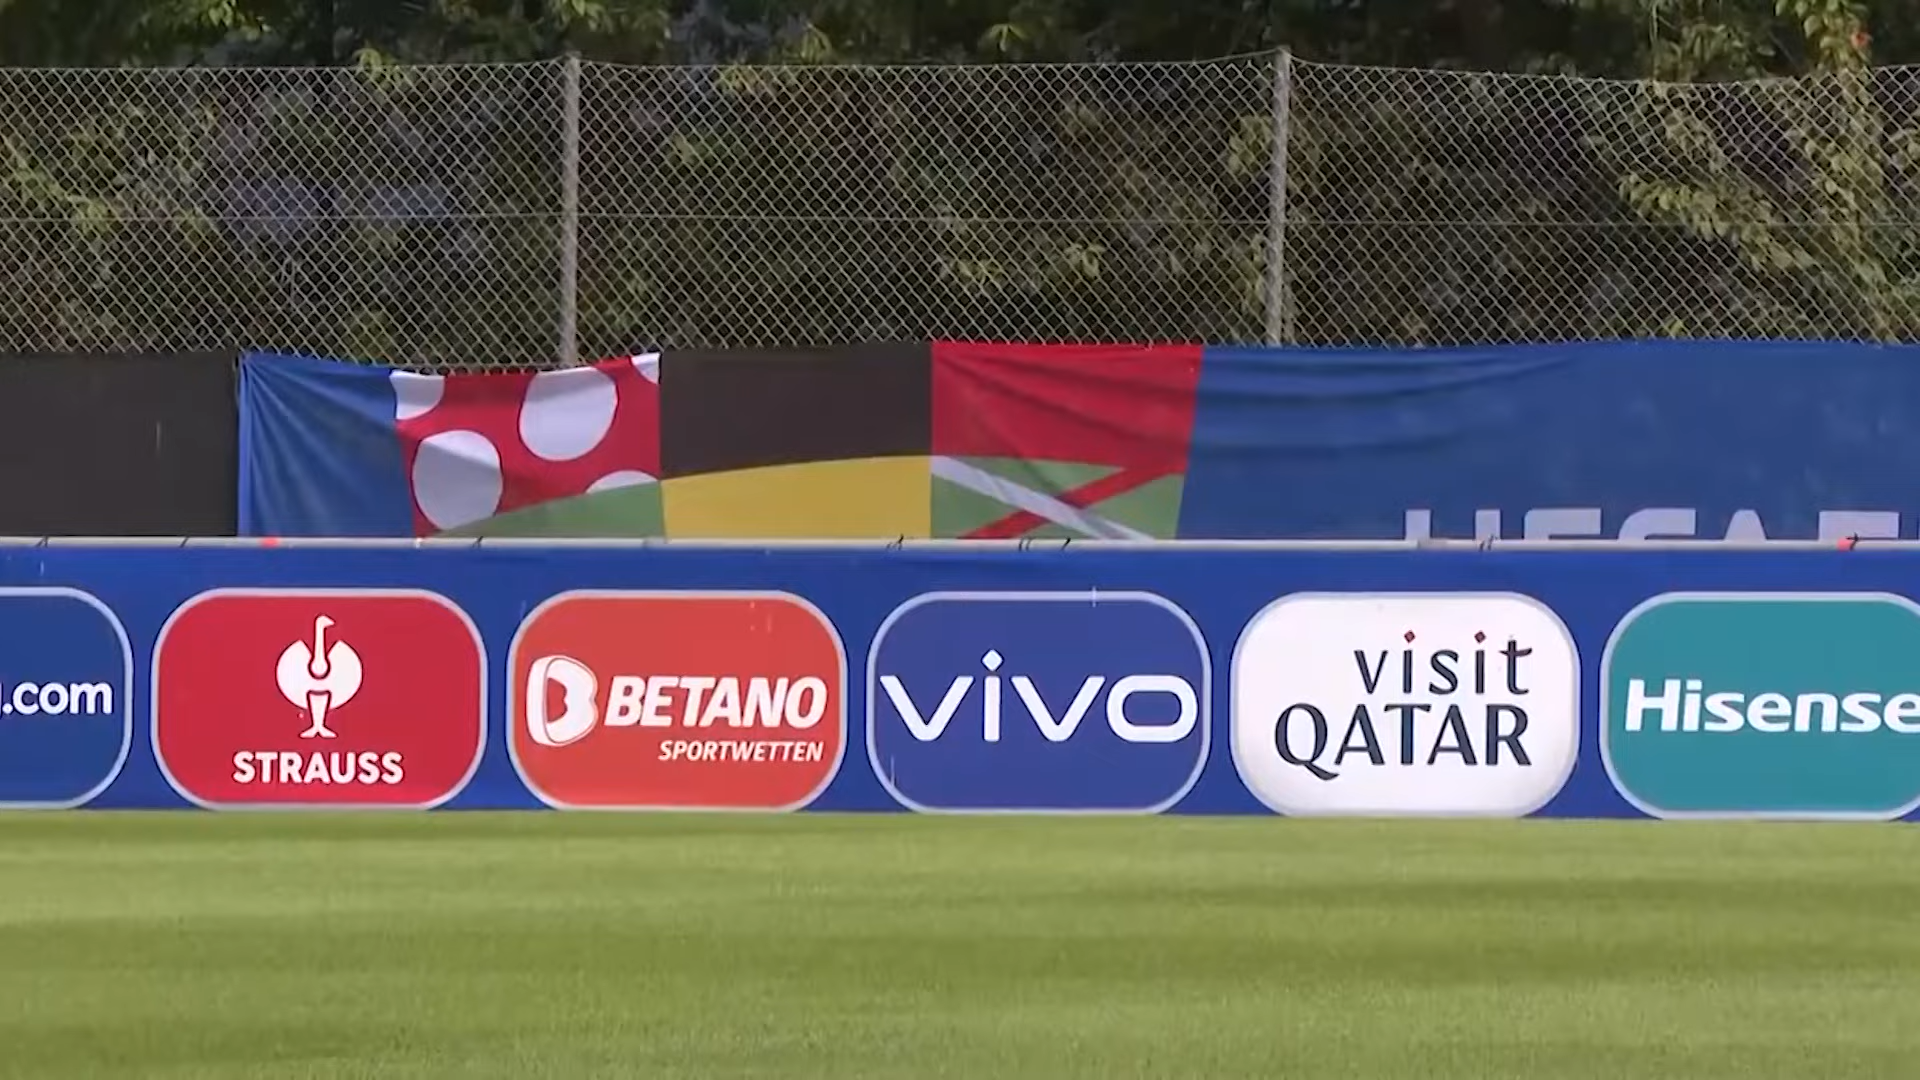 .com
STRAUSS
BETANO
SPORTWETTEN
vivo
visit
QATAR
Hisense